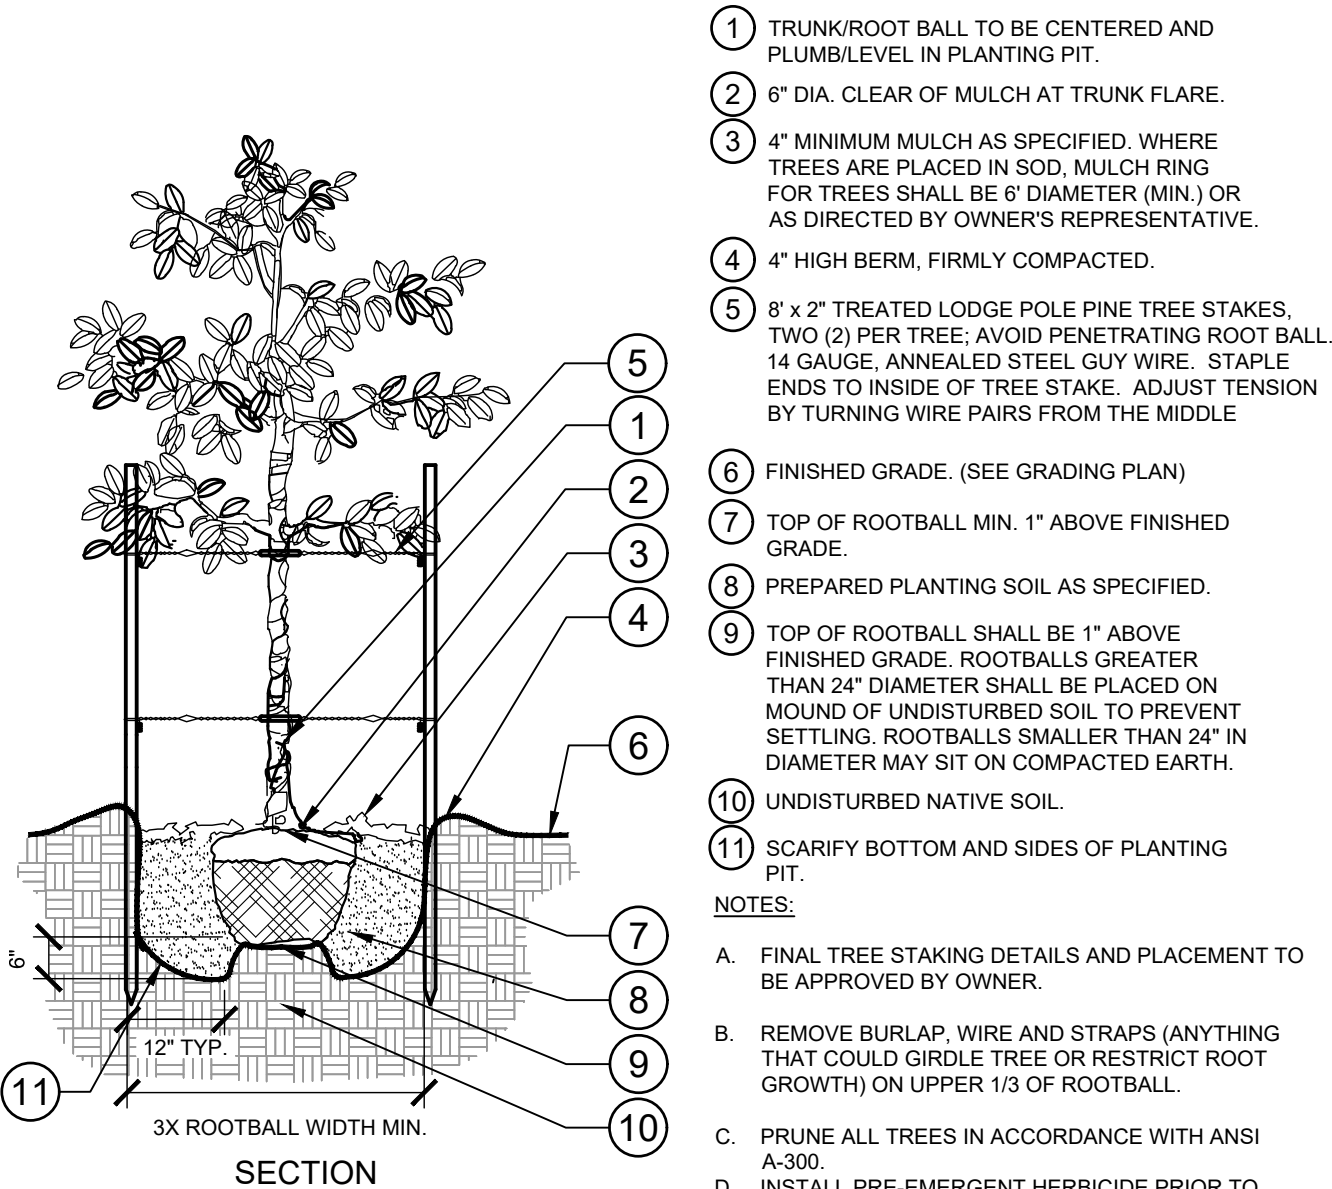 1 TRUNK/ROOT BALL TO BE CENTERED AND
PLUMB/LEVEL IN PLANTING PIT.
2 6" DIA. CLEAR OF MULCH AT TRUNK FLARE.
3 4" MINIMUM MULCH AS SPECIFIED. WHERE
TREES ARE PLACED IN SOD, MULCH RING
FOR TREES SHALL BE 6' DIAMETER (MIN.) OR
AS DIRECTED BY OWNER'S REPRESENTATIVE.
4 4" HIGH BERM, FIRMLY COMPACTED.
5 8' x 2" TREATED LODGE POLE PINE TREE STAKES,
TWO (2) PER TREE; AVOID PENETRATING ROOT BALL.
14 GAUGE, ANNEALED STEEL GUY WIRE. STAPLE
ENDS TO INSIDE OF TREE STAKE. ADJUST TENSION
BY TURNING WIRE PAIRS FROM THE MIDDLE
6 FINISHED GRADE. (SEE GRADING PLAN)
7 TOP OF ROOTBALL MIN. 1" ABOVE FINISHED
GRADE.
8 PREPARED PLANTING SOIL AS SPECIFIED.
9 TOP OF ROOTBALL SHALL BE 1" ABOVE
FINISHED GRADE. ROOTBALLS GREATER
THAN 24" DIAMETER SHALL BE PLACED ON
MOUND OF UNDISTURBED SOIL TO PREVENT
SETTLING. ROOTBALLS SMALLER THAN 24" IN
DIAMETER MAY SIT ON COMPACTED EARTH.
10 UNDISTURBED NATIVE SOIL.
11 SCARIFY BOTTOM AND SIDES OF PLANTING
PIT.
NOTES:
A. FINAL TREE STAKING DETAILS AND PLACEMENT TO
BE APPROVED BY OWNER.
B. REMOVE BURLAP, WIRE AND STRAPS (ANYTHING
THAT COULD GIRDLE TREE OR RESTRICT ROOT
GROWTH) ON UPPER 1/3 OF ROOTBALL.
C. PRUNE ALL TREES IN ACCORDANCE WITH ANSI
A-300.
D. INSTALL PRE-EMERGENT HERBICIDE PRIOR TO
5
1
2
3
4
6
7
8
9
10
11
6"
12" TYP.
3X ROOTBALL WIDTH MIN.
SECTION